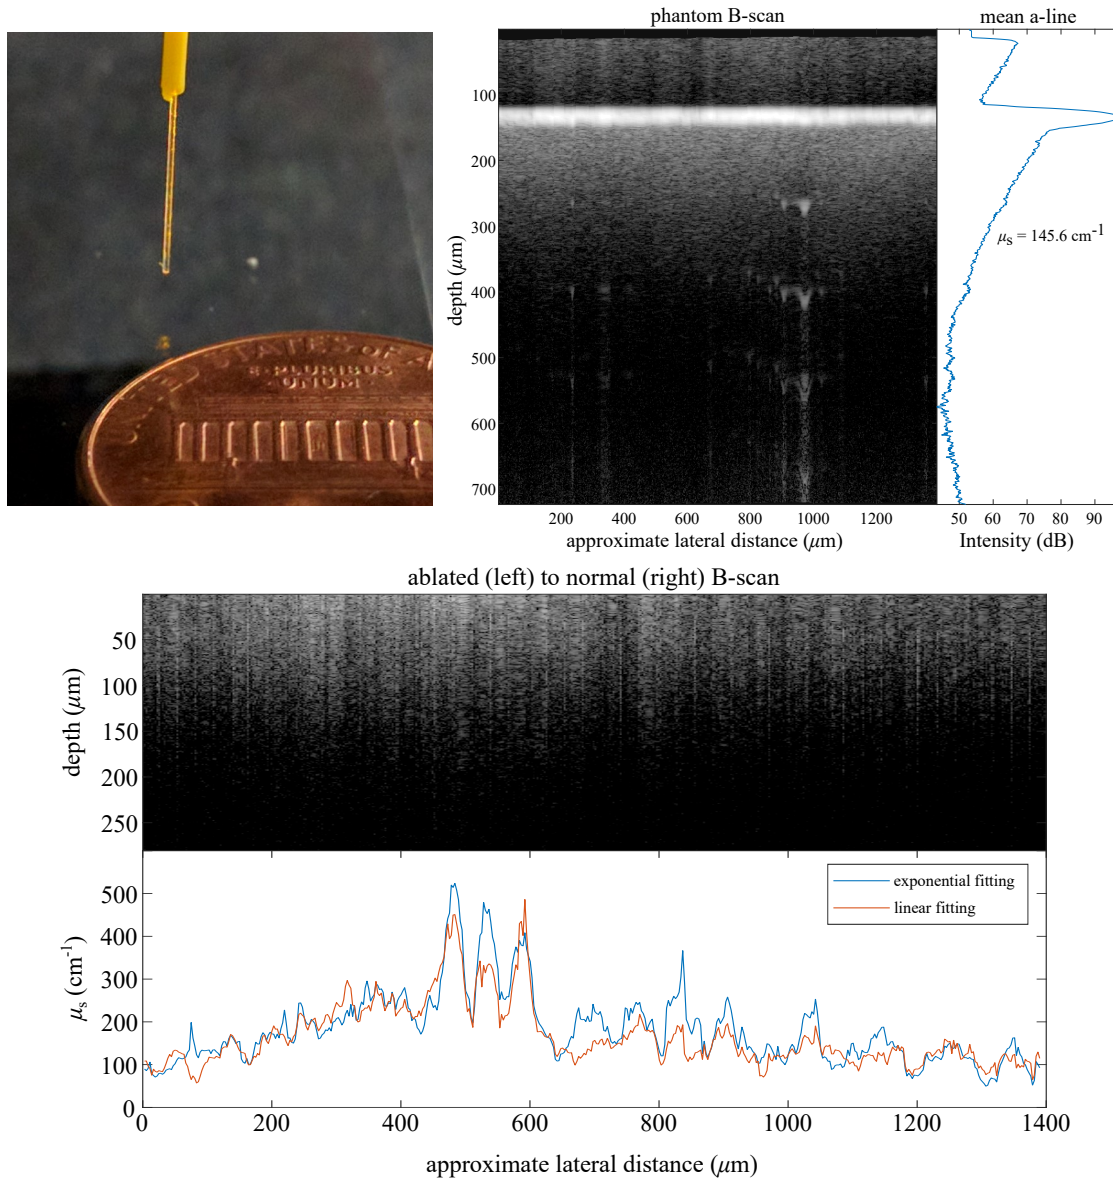 STATES OF A
E PLURIBUS
UNUM
phantom B-scan
mean a-line
100
200
300
400
500
600
700
depth (μm)
μs = 145.6 cm-1
200 400 600 800 1000 1200
50 60 70 80 90
approximate lateral distance (μm)
Intensity (dB)
ablated (left) to normal (right) B-scan
50
100
150
200
250
depth (μm)
exponential fitting
linear fitting
500
400
300
200
100
0
μs (cm-1)
0 200 400 600 800 1000 1200 1400
approximate lateral distance (μm)